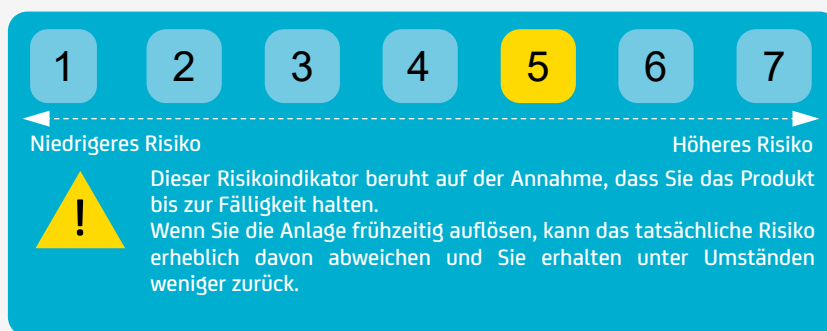 1 2 3 4 5 6 7
Niedrigeres Risiko Höheres Risiko
Dieser Risikoindikator beruht auf der Annahme, dass Sie das Produkt
bis zur Fälligkeit halten.
!
Wenn Sie die Anlage frühzeitig auflösen, kann das tatsächliche Risiko
erheblich davon abweichen und Sie erhalten unter Umständen
weniger zurück.